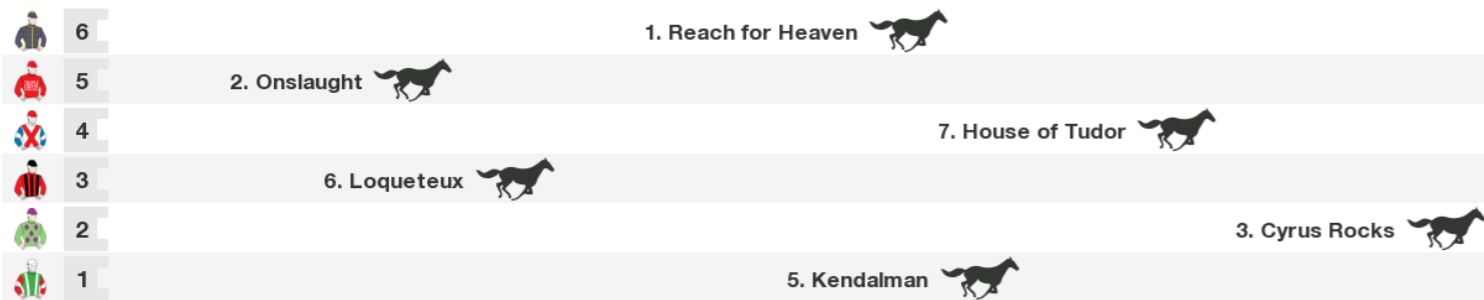 6 1. Reach for Heaven
5 2. Onslaught
4 7. House of Tudor
3 6. Loqueteux
2 3. Cyrus Rocks
1 5. Kendalman